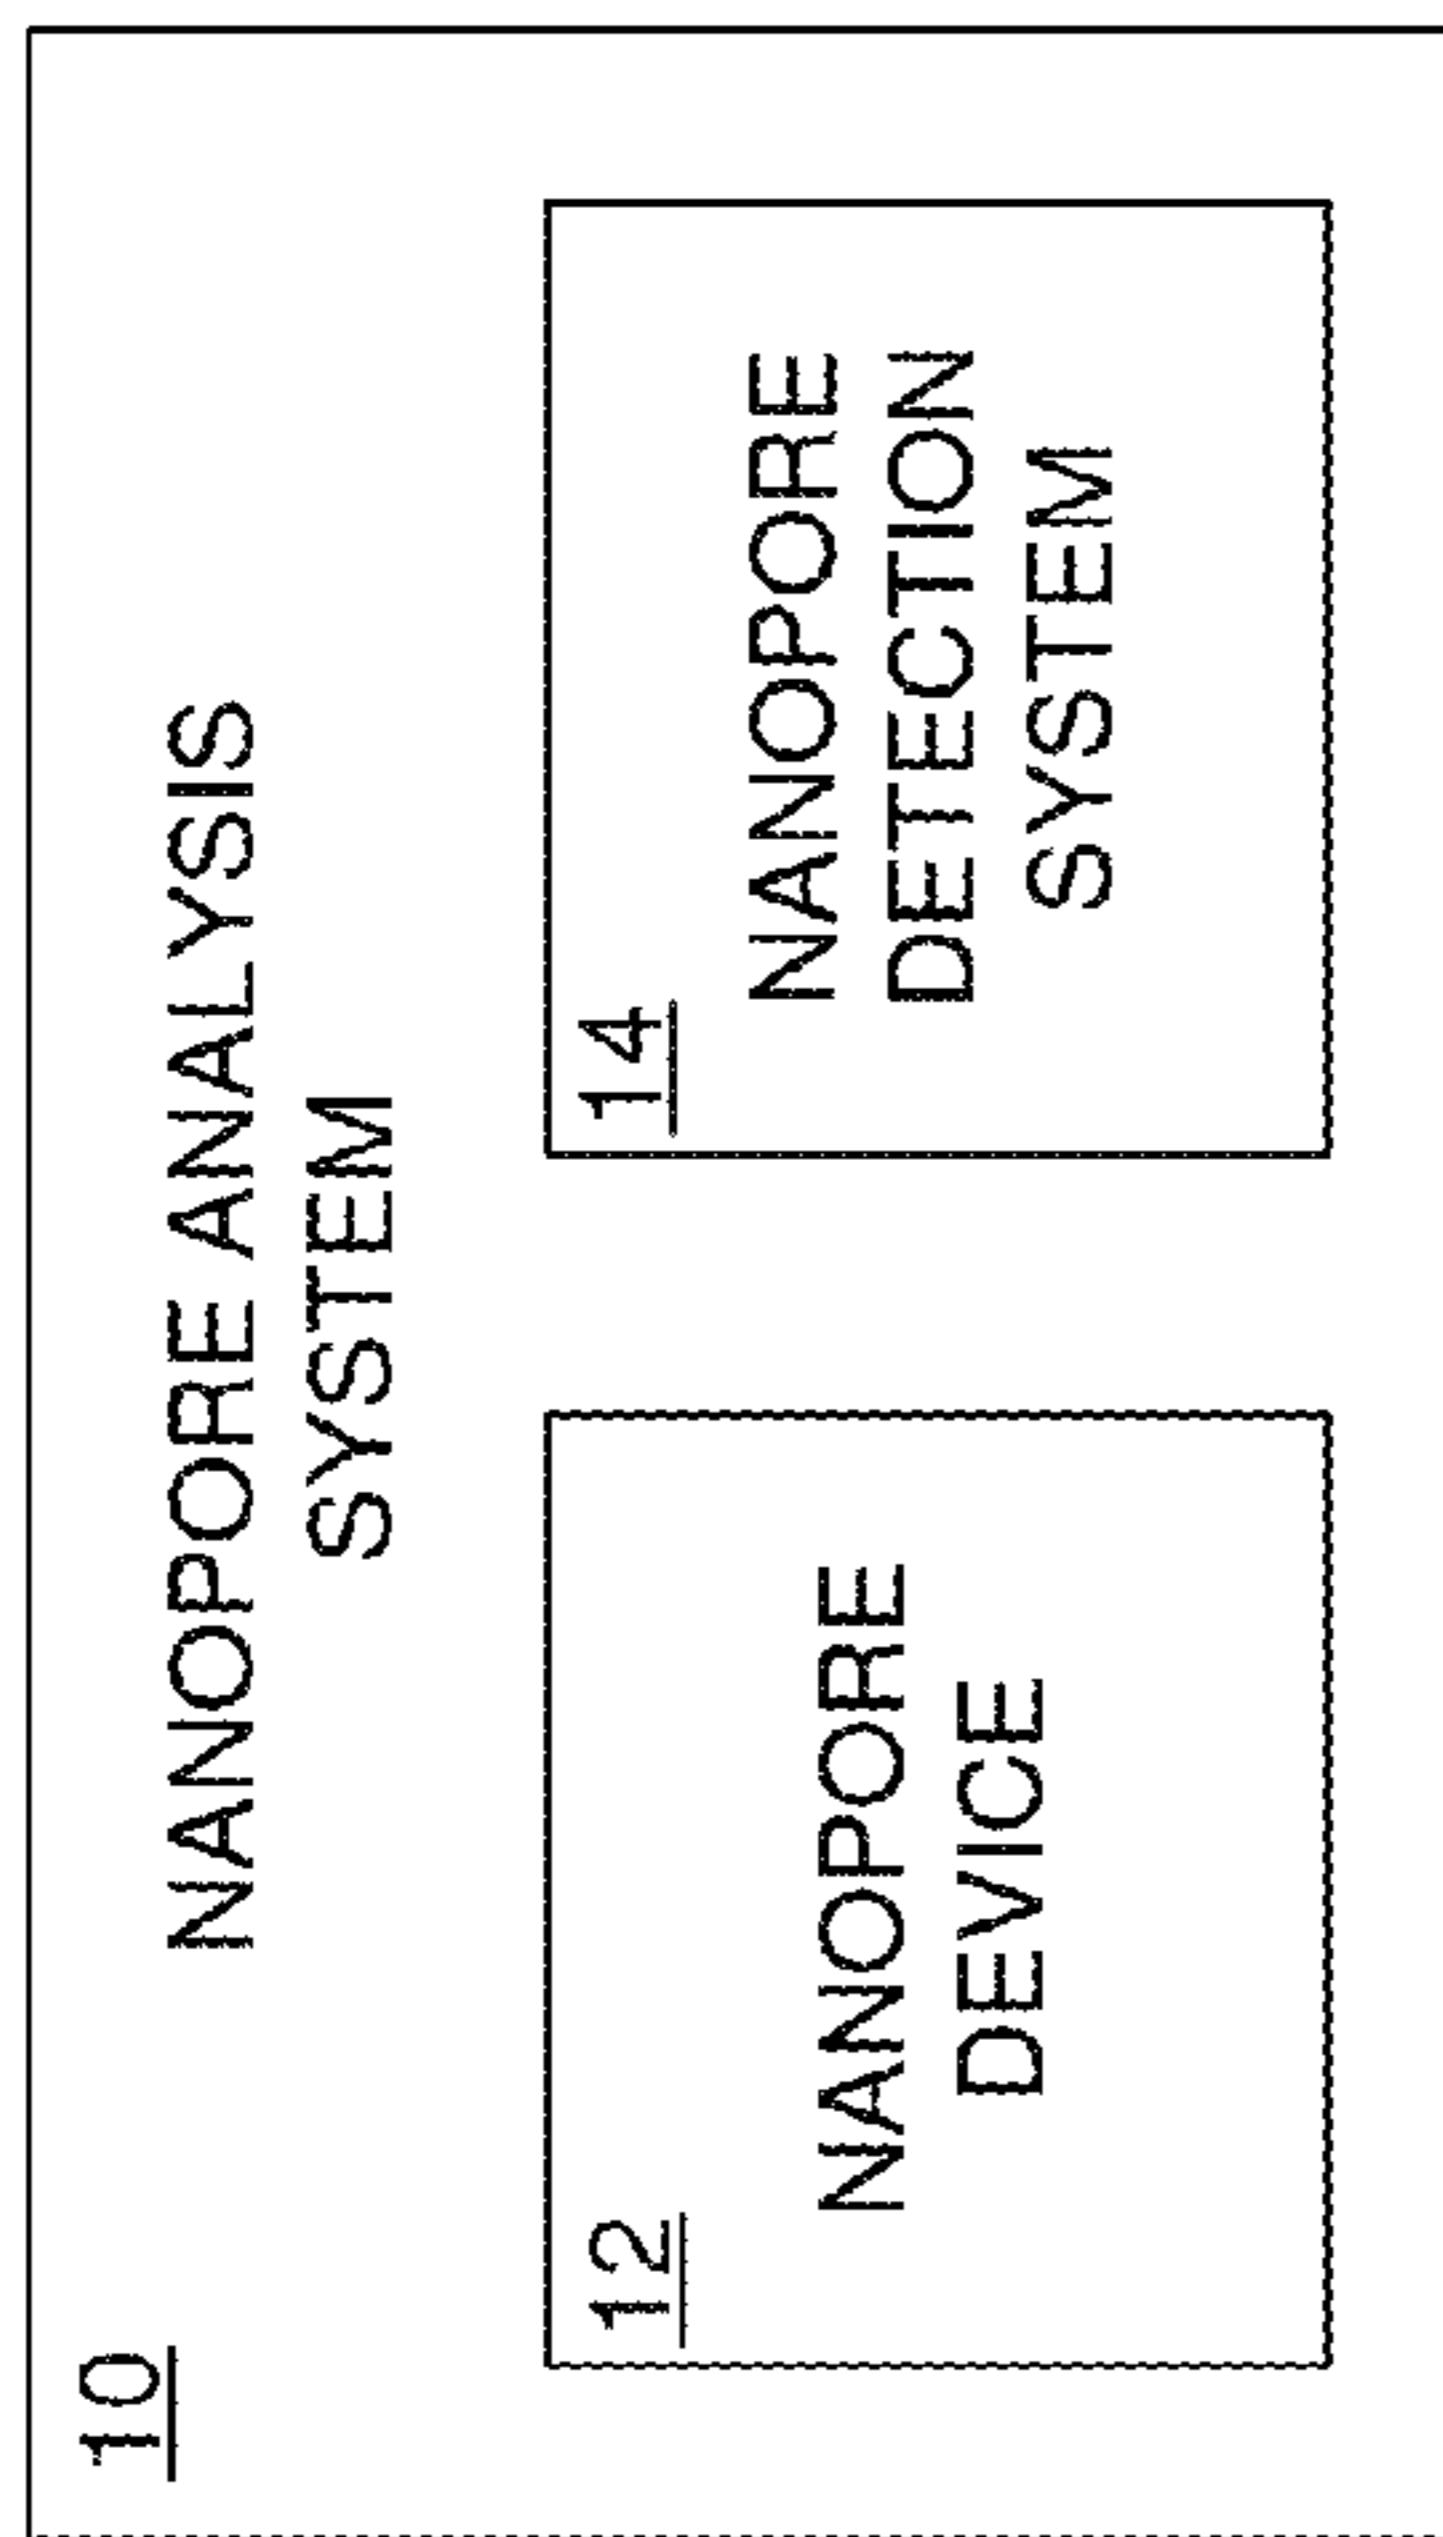 10
NANOPORE ANALYSIS
SYSTEM
12
NANOPORE
DEVICE
14
NANOPORE
DETECTION
SYSTEM